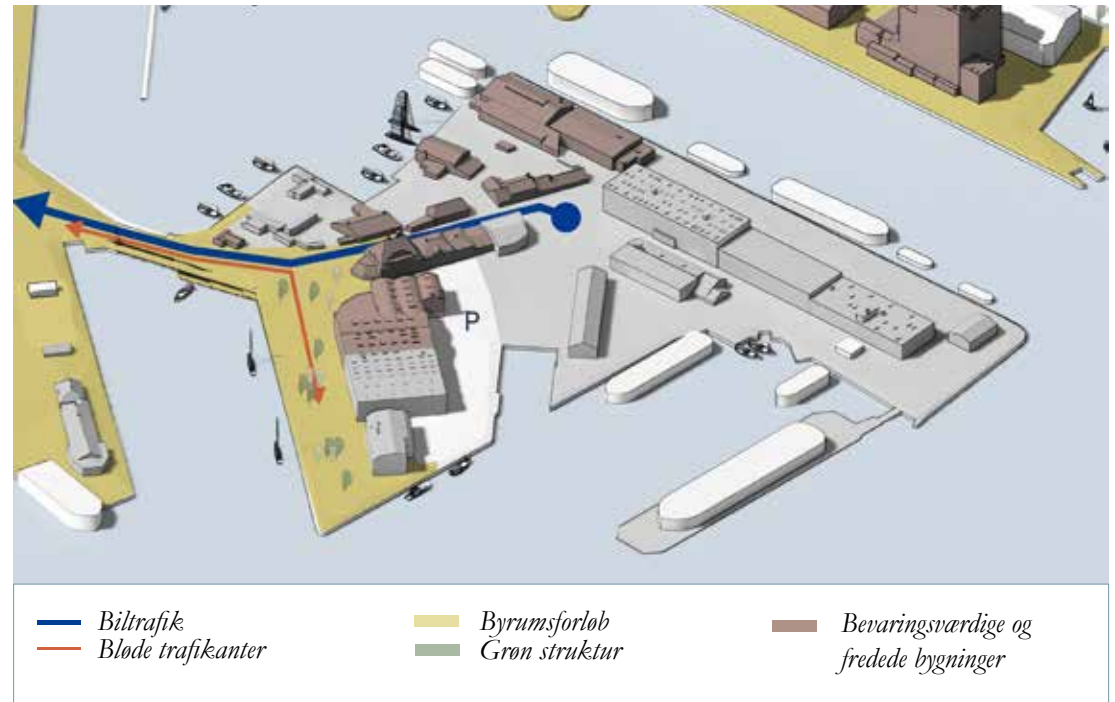 P
Biltrafik
Bløde trafikanter
Byrumsforløb
Grøn struktur
Bevaringsværdige og
fredede bygninger